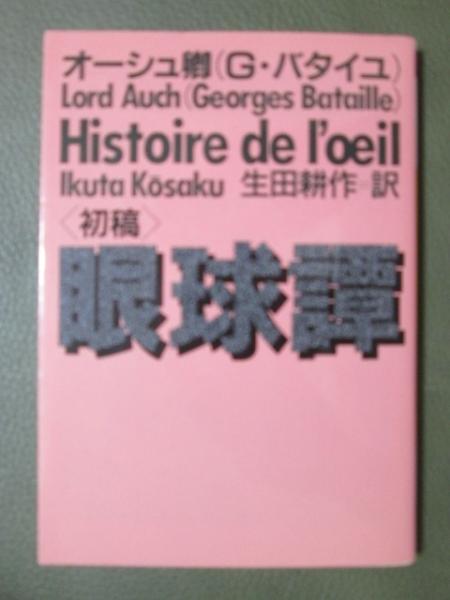 オーシュ卿(G・バタイユ)
Lord Auch(Georges Bataille)
Histoire de l'œil
Ikuta Kōsaku 生田耕作=訳
〈初稿〉
眼球譚